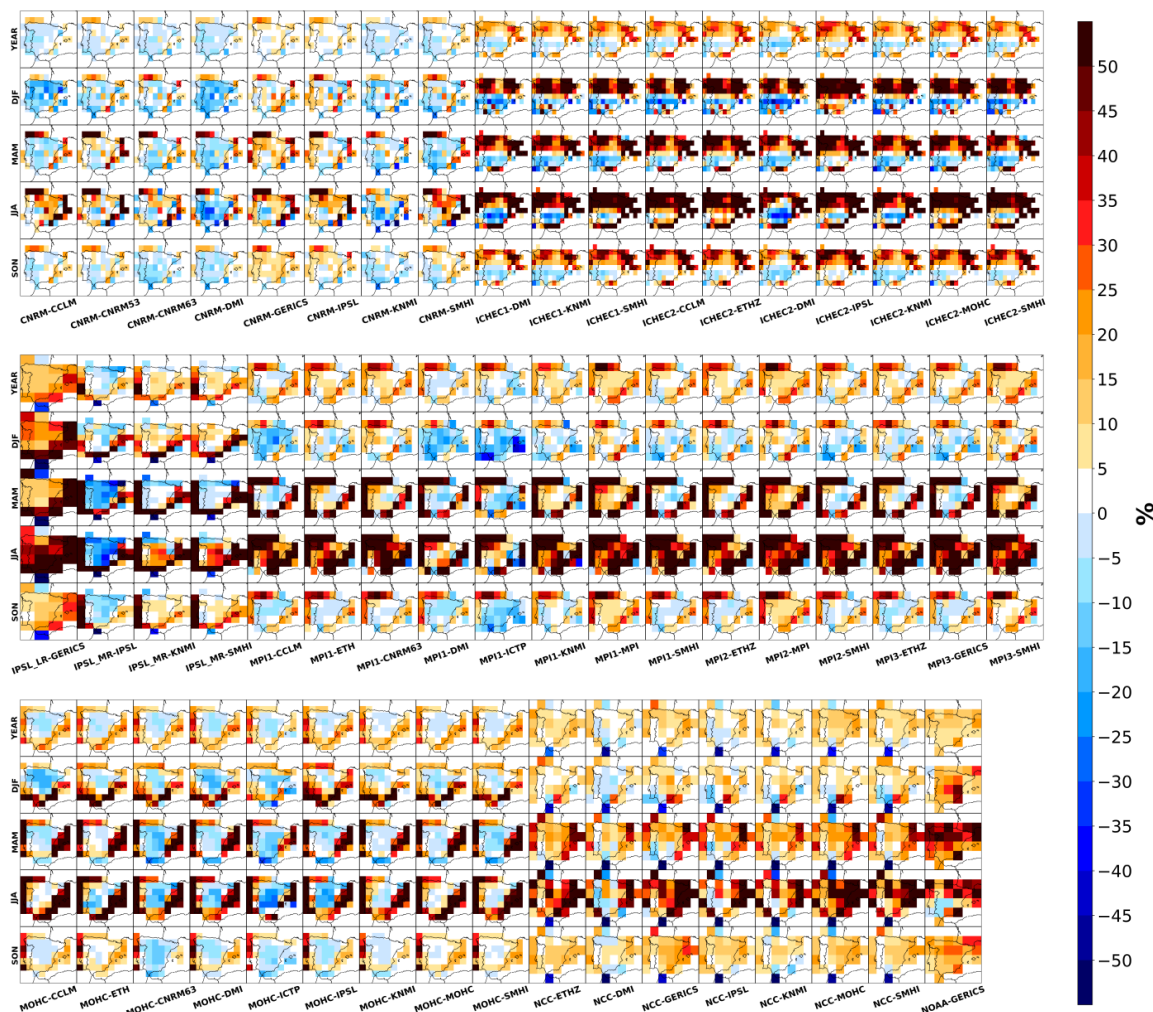 YEAR
DJF
MAM
JJA
SON
CNRM-CCLM CNRM-CNRM53 CNRM-CNRM63 CNRM-DMI CNRM-GERICS CNRM-IPSL CNRM-KNMI CNRM-SMHI ICHEC1-DMI ICHEC1-KNMI ICHEC1-SMHI ICHEC2-CCLM ICHEC2-ETHZ ICHEC2-DMI ICHEC2-IPSL ICHEC2-KNMI ICHEC2-MOHC ICHEC2-SMHI
YEAR
DJF
MAM
JJA
SON
IPSL_LR-GERICS IPSL_MR-IPSL IPSL_MR-KNMI IPSL_MR-SMHI MPI1-CCLM MPI1-ETH MPI1-CNRM63 MPI1-DMI MPI1-ICTP MPI1-KNMI MPI1-MPI MPI1-SMHI MPI2-ETHZ MPI2-MPI MPI2-SMHI MPI3-ETHZ MPI3-GERICS MPI3-SMHI
YEAR
DJF
MAM
JJA
SON
MOHC-CCLM MOHC-ETH MOHC-CNRM63 MOHC-DMI MOHC-ICTP MOHC-IPSL MOHC-KNMI MOHC-MOHC MOHC-SMHI NCC-ETHZ NCC-DMI NCC-GERICS NCC-IPSL NCC-KNMI NCC-MOHC NCC-SMHI NOAA-GERICS
50
45
40
35
30
25
20
15
10
5
0
−5
−10
−15
−20
−25
−30
−35
−40
−45
−50
%